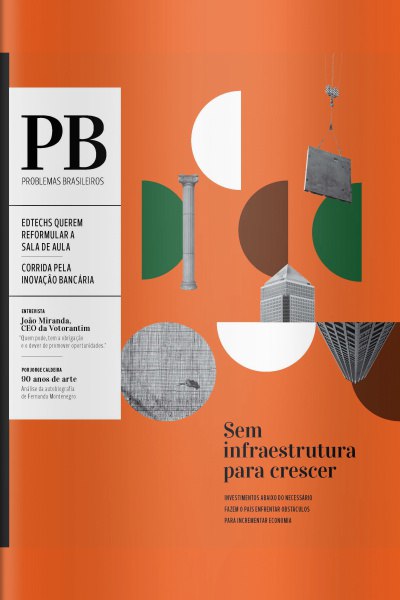 PB
PROBLEMAS BRASILEIROS
EDTECHS QUEREM
REFORMULAR A
SALA DE AULA
CORRIDA PELA
INOVAÇÃO BANCÁRIA
ENTREVISTA
João Miranda,
CEO da Votorantim
"Quem pode, tem a obrigação
e o dever de promover oportunidades."
POR JORGE CALDEIRA
90 anos de arte
Análise da autobiografia
de Fernando Montenegro
Sem
infraestrutura
para crescer
INVESTIMENTOS ABAIXO DO NECESSÁRIO
FAZEM O PAÍS ENFRENTAR OBSTÁCULOS
PARA INCREMENTAR ECONOMIA